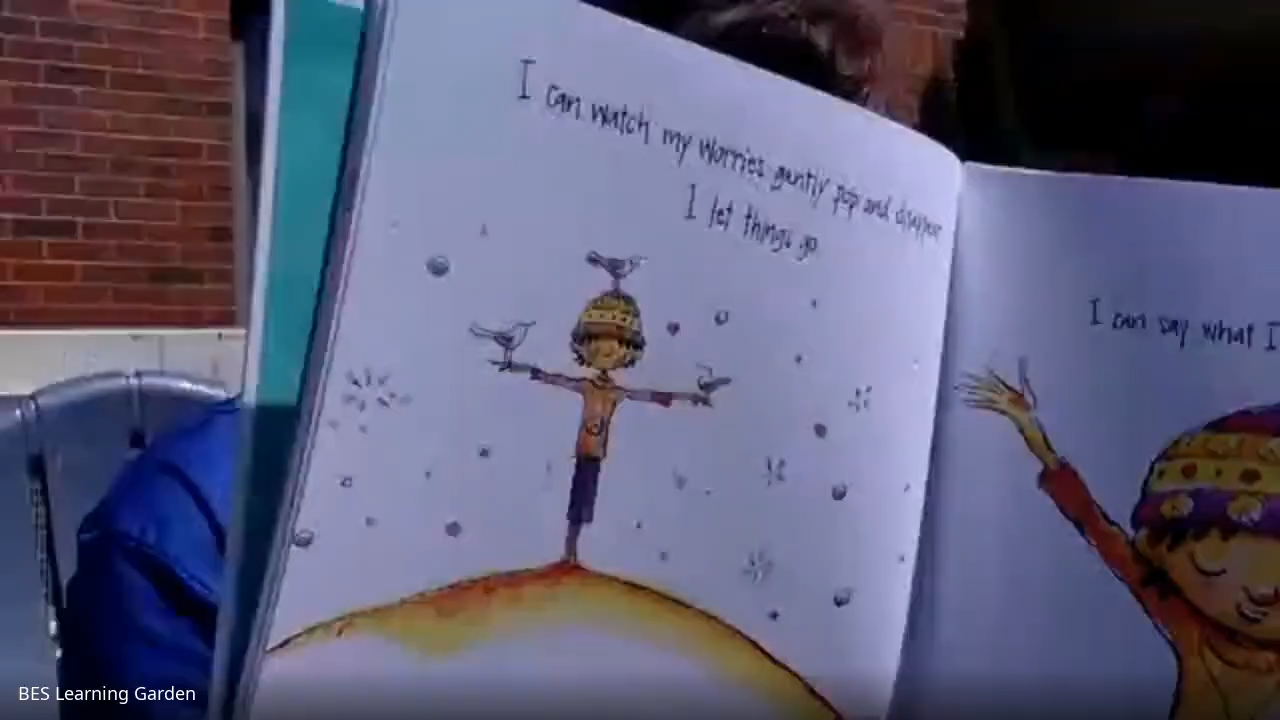 I can watch my worries gently pop and disappear
I let things go.
I can say what I
BES Learning Garden